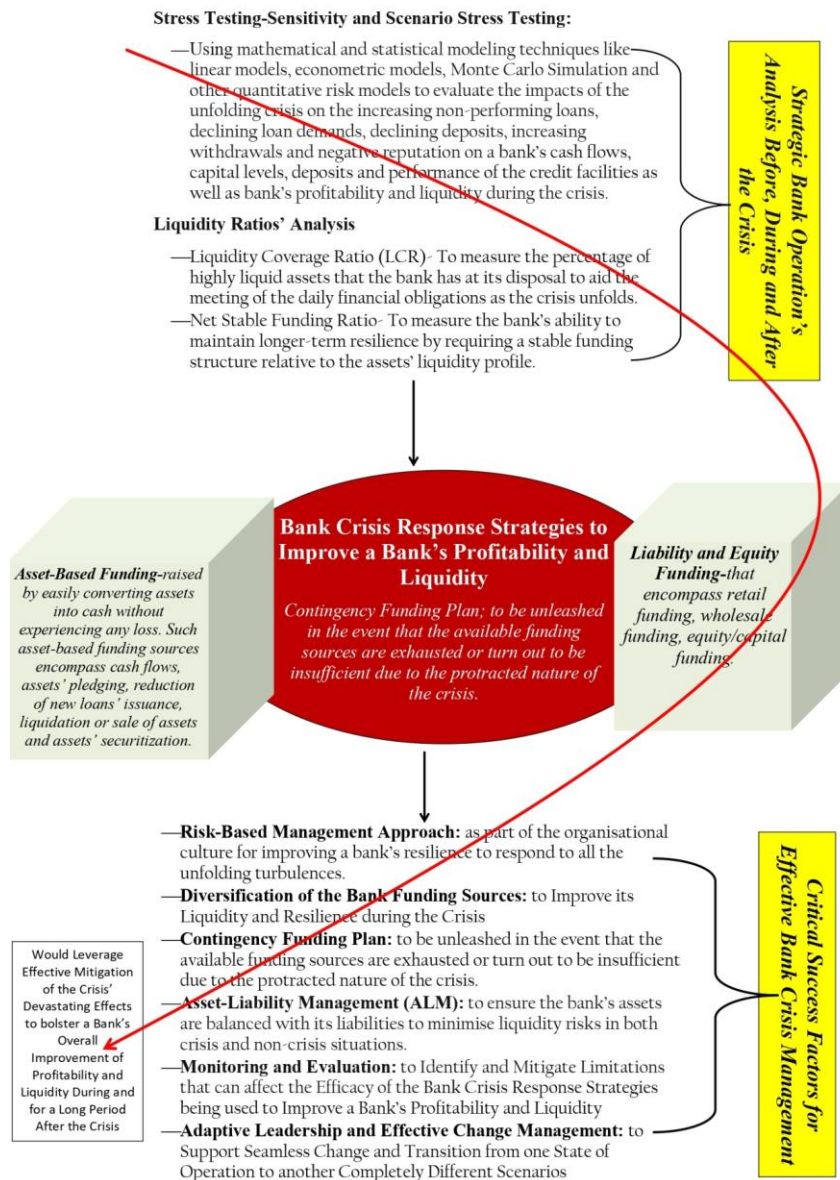 Stress Testing-Sensitivity and Scenario Stress Testing:
—Using mathematical and statistical modeling techniques like
linear models, econometric models, Monte Carlo Simulation and
other quantitative risk models to evaluate the impacts of the
unfolding crisis on the increasing non-performing loans,
declining loan demands, declining deposits, increasing
withdrawals and negative reputation on a bank's cash flows,
capital levels, deposits and performance of the credit facilities as
well as bank's profitability and liquidity during the crisis.
Liquidity Ratios' Analysis
—Liquidity Coverage Ratio (LCR)- To measure the percentage of
highly liquid assets that the bank has at its disposal to aid the
meeting of the daily financial obligations as the crisis unfolds.
—Net Stable Funding Ratio- To measure the bank's ability to
maintain longer-term resilience by requiring a stable funding
structure relative to the assets' liquidity profile.
Strategic Bank Operation's
Analysis Before, During and After
the Crisis
Asset-Based Funding-raised
by easily converting assets
into cash without
experiencing any loss. Such
asset-based funding sources
encompass cash flows,
assets' pledging, reduction
of new loans' issuance,
liquidation or sale of assets
and assets' securitization.
Bank Crisis Response Strategies to
Improve a Bank's Profitability and
Liquidity
Contingency Funding Plan; to be unleashed
in the event that the available funding
sources are exhausted or turn out to be
insufficient due to the protracted nature of
the crisis.
Liability and Equity
Funding-that
encompass retail
funding, wholesale
funding, equity/capital
funding.
—Risk-Based Management Approach: as part of the organisational
culture for improving a bank's resilience to respond to all the
unfolding turbulences.
—Diversification of the Bank Funding Sources: to Improve its
Liquidity and Resilience during the Crisis
—Contingency Funding Plan: to be unleashed in the event that the
available funding sources are exhausted or turn out to be insufficient
due to the protracted nature of the crisis.
—Asset-Liability Management (ALM): to ensure the bank's assets
are balanced with its liabilities to minimise liquidity risks in both
crisis and non-crisis situations.
—Monitoring and Evaluation: to Identify and Mitigate Limitations
that can affect the Efficacy of the Bank Crisis Response Strategies
being used to Improve a Bank's Profitability and Liquidity
—Adaptive Leadership and Effective Change Management: to
Support Seamless Change and Transition from one State of
Operation to another Completely Different Scenarios
Critical Success Factors for
Effective Bank Crisis Management
Would Leverage
Effective Mitigation
of the Crisis'
Devastating Effects
to bolster a Bank's
Overall
Improvement of
Profitability and
Liquidity During and
for a Long Period
After the Crisis